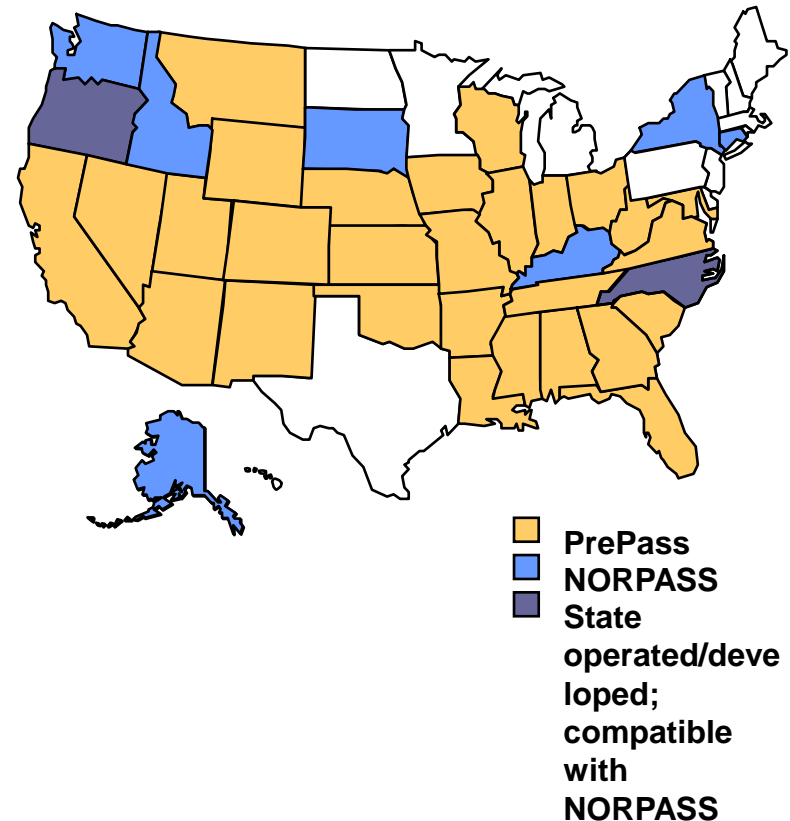 PrePass
NORPASS
State
operated/deve
loped;
compatible
with
NORPASS